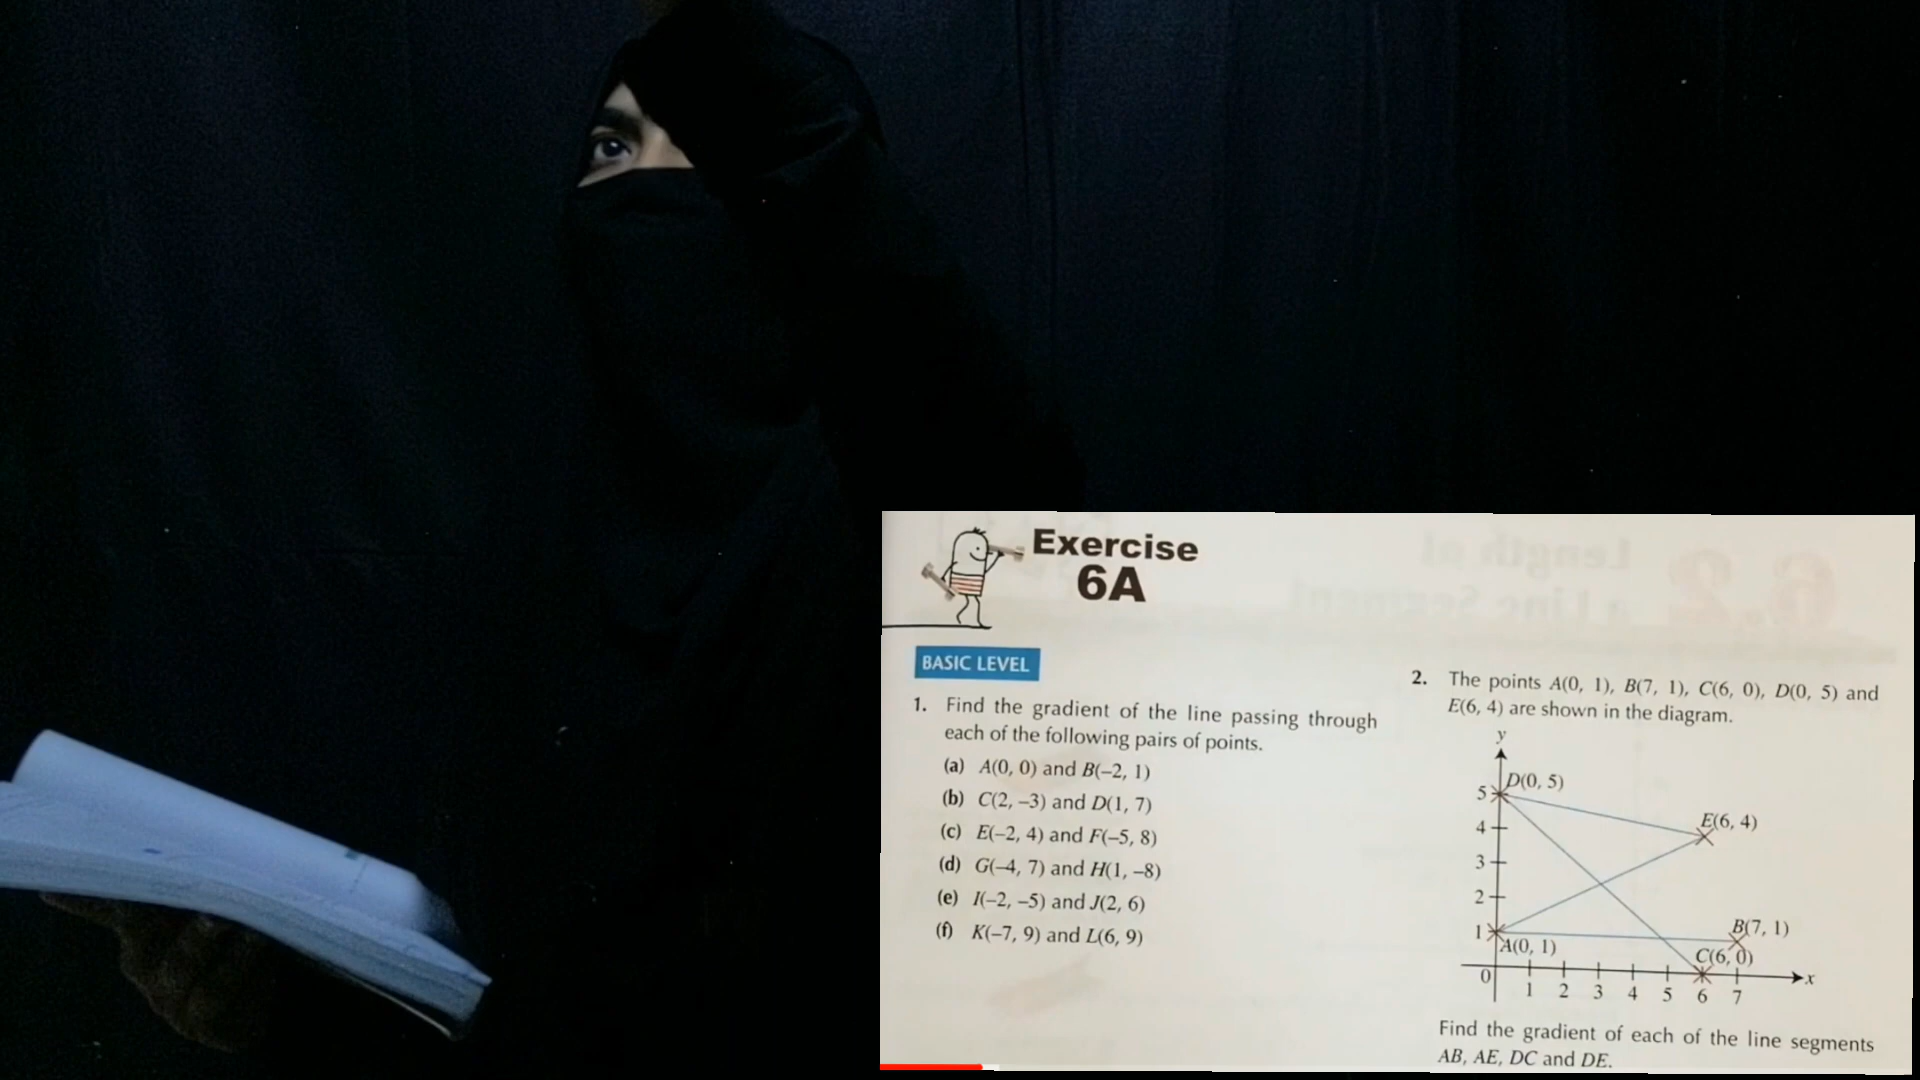 Exercise
6A
BASIC LEVEL
1. Find the gradient of the line passing through
each of the following pairs of points.
(a) A(0, 0) and B(–2, 1)
(b) C(2, –3) and D(1, 7)
(c) E(–2, 4) and F(–5, 8)
(d) G(–4, 7) and H(1, –8)
(e) I(–2, –5) and J(2, 6)
(f) K(–7, 9) and L(6, 9)
2. The points A(0, 1), B(7, 1), C(6, 0), D(0, 5) and
E(6, 4) are shown in the diagram.
y
D(0, 5)
5
E(6, 4)
4
3
2
B(7, 1)
1
A(0, 1)
C(6, 0)
0
x
1 2 3 4 5 6 7
Find the gradient of each of the line segments
AB, AE, DC and DE.